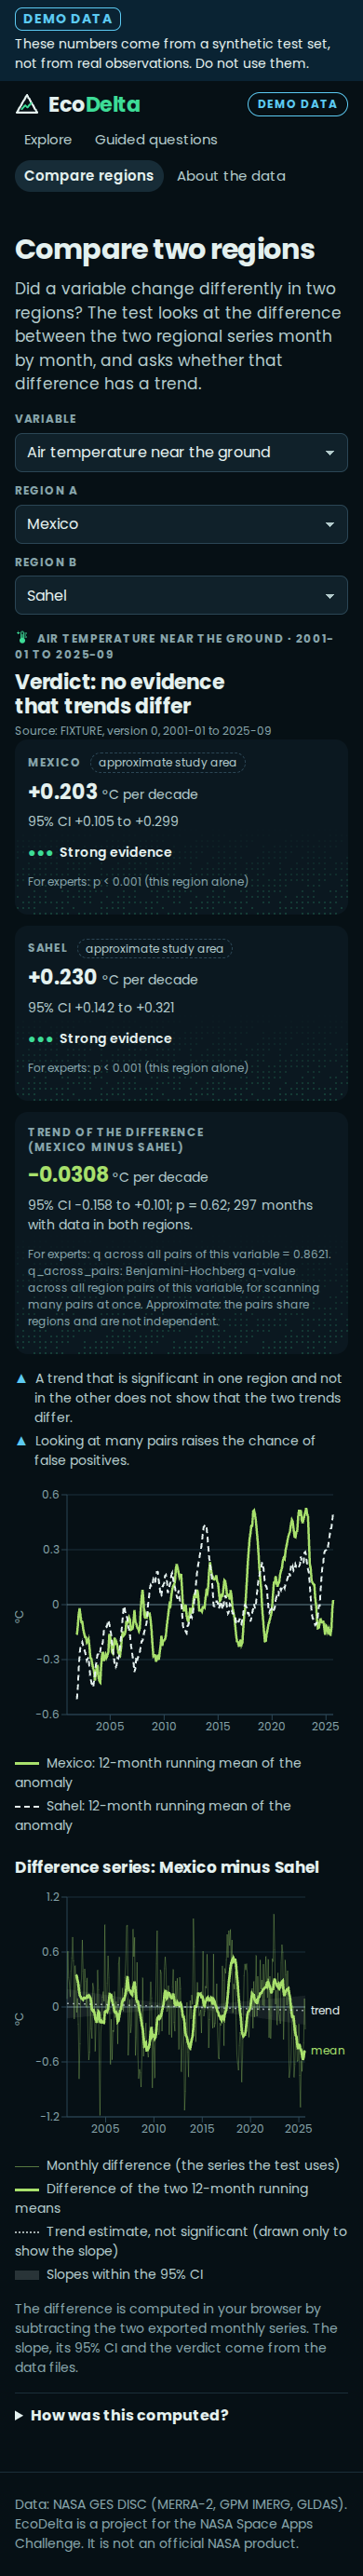 DEMO DATA
These numbers come from a synthetic test set,
not from real observations. Do not use them.
EcoDelta
DEMO DATA
Explore
Guided questions
Compare regions
About the data
Compare two regions
Did a variable change differently in two
regions? The test looks at the difference
between the two regional series month
by month, and asks whether that
difference has a trend.
VARIABLE
Air temperature near the ground
REGION A
Mexico
REGION B
Sahel
AIR TEMPERATURE NEAR THE GROUND · 2001-
01 TO 2025-09
Verdict: no evidence
that trends differ
Source: FIXTURE, version 0, 2001-01 to 2025-09
MEXICO approximate study area
+0.203 °C per decade
95% CI +0.105 to +0.299
●●● Strong evidence
For experts: p < 0.001 (this region alone)
SAHEL approximate study area
+0.230 °C per decade
95% CI +0.142 to +0.321
●●● Strong evidence
For experts: p < 0.001 (this region alone)
TREND OF THE DIFFERENCE
(MEXICO MINUS SAHEL)
−0.0308 °C per decade
95% CI -0.158 to +0.101; p = 0.62; 297 months
with data in both regions.
For experts: q across all pairs of this variable = 0.8621.
q_across_pairs: Benjamini-Hochberg q-value
across all region pairs of this variable, for scanning
many pairs at once. Approximate: the pairs share
regions and are not independent.
▲ A trend that is significant in one region and not
in the other does not show that the two trends
differ.
▲ Looking at many pairs raises the chance of
false positives.
0.6
0.3
0
−0.3
−0.6
°C
2005 2010 2015 2020 2025
Mexico: 12-month running mean of the
anomaly
Sahel: 12-month running mean of the
anomaly
Difference series: Mexico minus Sahel
1.2
0.6
0
−0.6
−1.2
°C
trend
mean
2005 2010 2015 2020 2025
Monthly difference (the series the test uses)
Difference of the two 12-month running
means
Trend estimate, not significant (drawn only to
show the slope)
Slopes within the 95% CI
The difference is computed in your browser by
subtracting the two exported monthly series. The
slope, its 95% CI and the verdict come from the
data files.
▶ How was this computed?
Data: NASA GES DISC (MERRA-2, GPM IMERG, GLDAS).
EcoDelta is a project for the NASA Space Apps
Challenge. It is not an official NASA product.